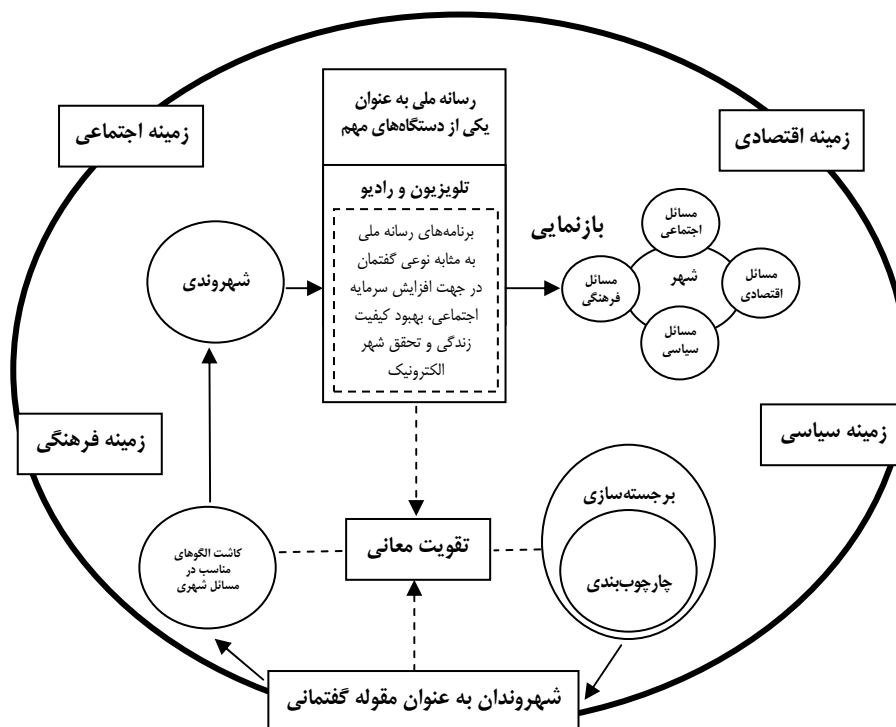 رسانه ملی به عنوان
یکی از دستگاه‌های مهم
زمینه اقتصادی
زمینه اجتماعی
تلویزیون و رادیو
برنامه‌های رسانه ملی
به مثابه نوعی گفتمان
در جهت افزایش سرمایه
اجتماعی، بهبود کیفیت
زندگی و تحقق شهر
الکترونیک
بازنمایی
مسائل
اجتماعی
مسائل
اقتصادی
شهر
مسائل
فرهنگی
مسائل
سیاسی
شهروندی
زمینه سیاسی
زمینه فرهنگی
برجسته‌سازی
چارچوب‌بندی
تقویت معانی
کاشت الگوهای
مناسب در
مسائل شهری
شهروندان به عنوان مقوله گفتمانی